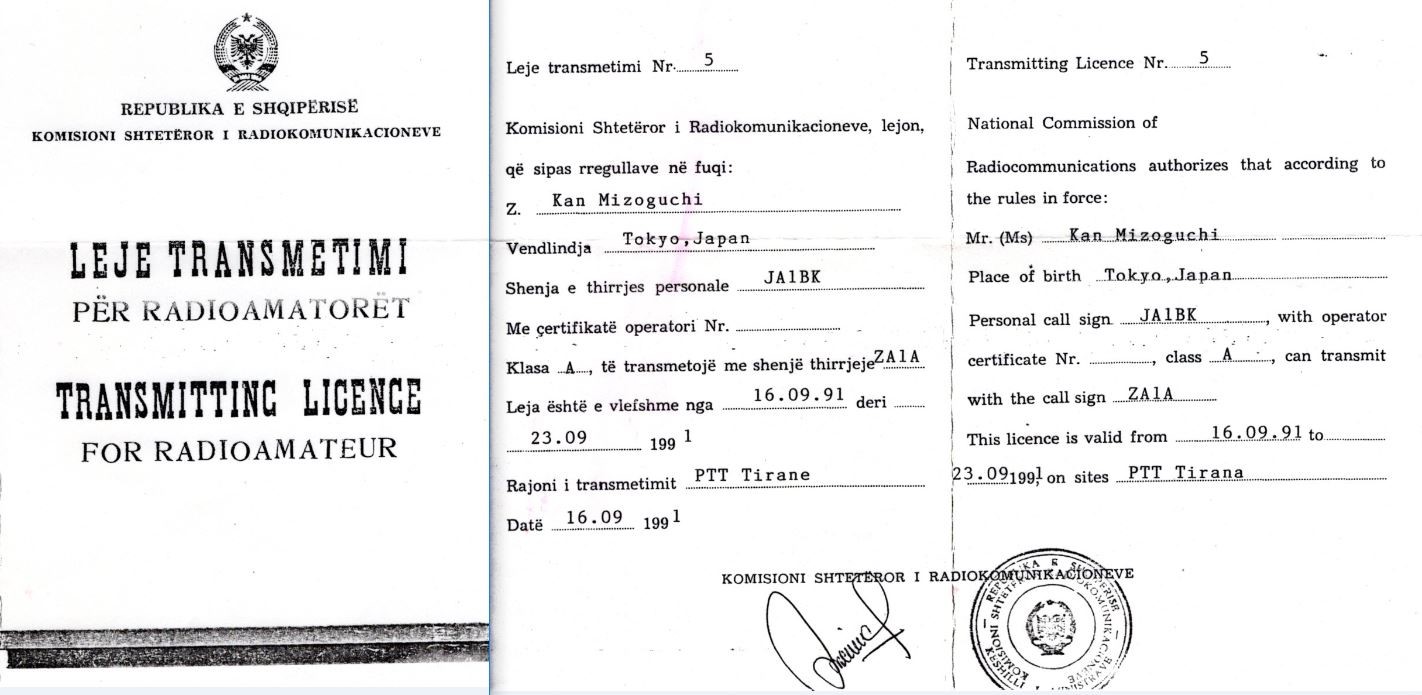 REPUBLIKA E SHQIPËRISË
KOMISIONI SHTETËROR I RADIOKOMUNIKACIONEVE
LEJE TRANSMETIMI
PËR RADIOAMATORËT
TRANSMITTING LICENCE
FOR RADIOAMATEUR
Leje transmetimi Nr. 5
Komisioni Shtetëror i Radiokomunikacioneve, lejon,
që sipas rregullave në fuqi:
Z. Kan Mizoguchi
Vendlindja Tokyo,Japan
Shenja e thirrjes personale JA1BK
Me çertifikatë operatori Nr.
Klasa A, të transmetojë me shenjë thirrjeje ZA1A
Leja është e vlefshme nga 16.09.91 deri
23.09 1991
Rajoni i transmetimit PTT Tirane
Datë 16.09 1991
Transmitting Licence Nr. 5
National Commission of
Radiocommunications authorizes that according to
the rules in force:
Mr. (Ms) Kan Mizoguchi
Place of birth Tokyo,Japan
Personal call sign JA1BK, with operator
certificate Nr. , class A, can transmit
with the call sign ZA1A
This licence is valid from 16.09.91 to
23.09 1991 on sites PTT Tirana
KOMISIONI SHTETËROR I RADIOKOMUNIKACIONEVE
REPUBLIKA E SHQIPERISE
KOMISIONI SHTETEROR I RADIOKOMUNIKACIONEVE